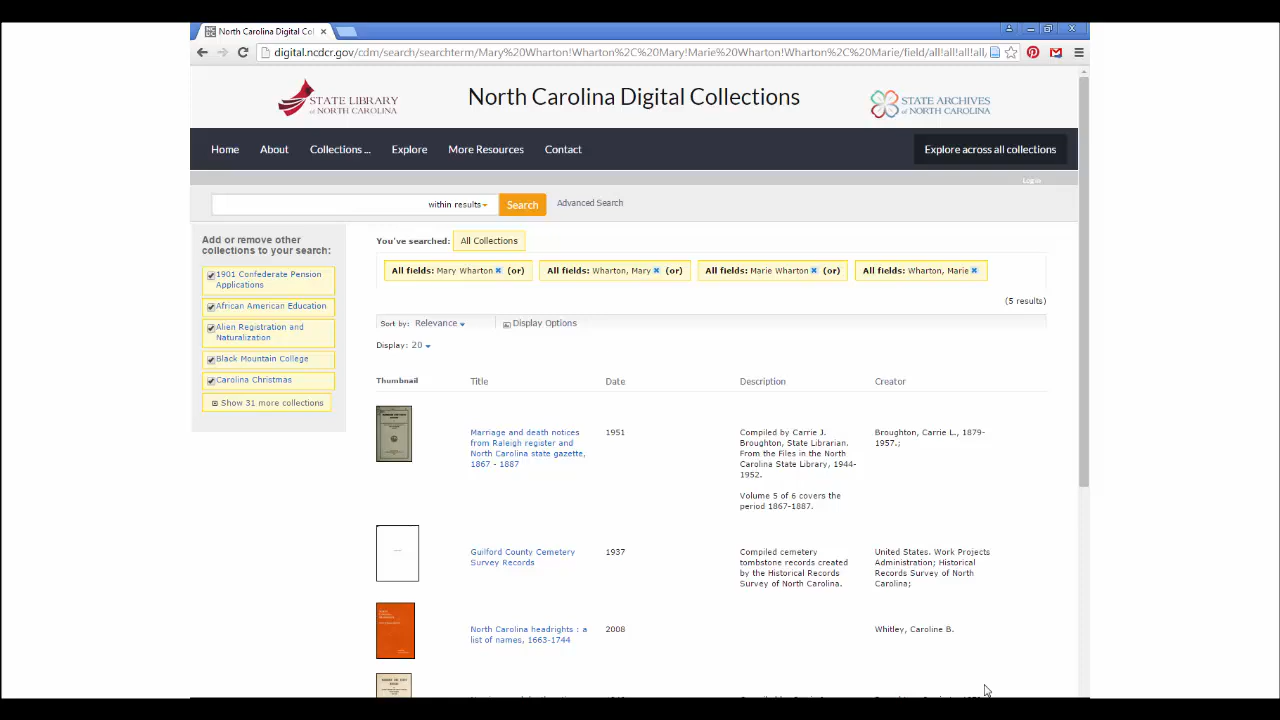 North Carolina Digital Col
digital.ncdcr.gov/cdm/search/searchterm/Mary%20Wharton!Wharton%2C%20Mary!Marie%20Wharton!Wharton%2C%20Marie/field/all!all!all!all,
STATE LIBRARY
of NORTH CAROLINA
North Carolina Digital Collections
STATE ARCHIVES
OF NORTH CAROLINA
Home About Collections ... Explore More Resources Contact Explore across all collections
Log in
within results Search Advanced Search
Add or remove other
collections to your search:
1901 Confederate Pension
Applications
African American Education
Alien Registration and
Naturalization
Black Mountain College
Carolina Christmas
Show 31 more collections
You've searched: All Collections
All fields: Mary Wharton (or) All fields: Wharton, Mary (or) All fields: Marie Wharton (or) All fields: Wharton, Marie
(5 results)
Sort by: Relevance Display Options
Display: 20
Thumbnail Title Date Description Creator
Marriage and death notices
from Raleigh register and
North Carolina state gazette,
1867 - 1887
1951
Compiled by Carrie J.
Broughton, State Librarian.
From the Files in the North
Carolina State Library, 1944-
1952.
Volume 5 of 6 covers the
period 1867-1887.
Broughton, Carrie L., 1879-
1957.;
Guilford County Cemetery
Survey Records
1937
Compiled cemetery
tombstone records created
by the Historical Records
Survey of North Carolina.
United States. Work Projects
Administration; Historical
Records Survey of North
Carolina;
North Carolina headrights : a
list of names, 1663-1744
2008
Whitley, Caroline B.